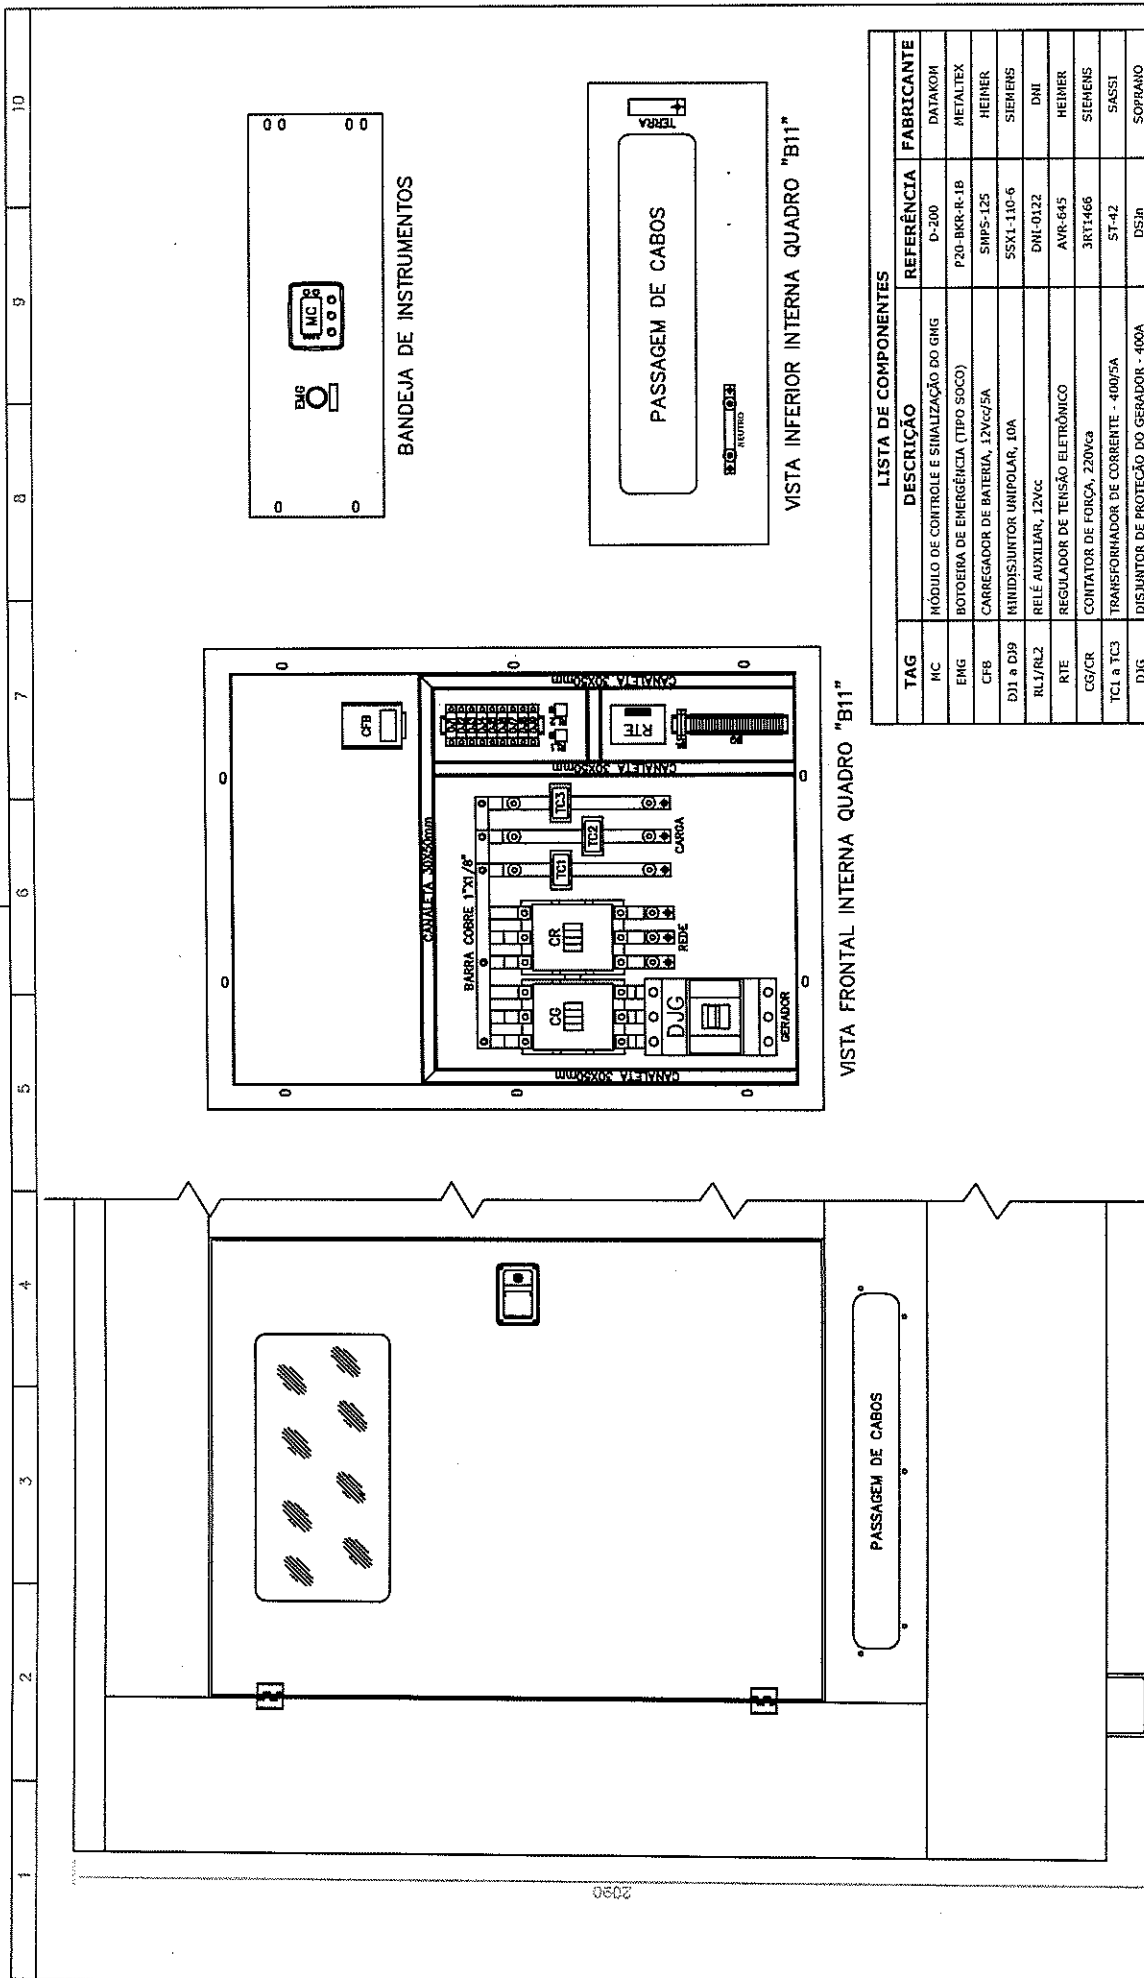 1 2 3 4 5 6 7 8 9 10
2090
PASSAGEM DE CABOS
CFB
CANALETA 30X50mm
CANALETA 30X50mm
CANALETA 30X50mm
CANALETA 30X50mm
BARRA COBRE 1"X1/8"
CG
CR
TC1
TC2
TC3
RTE
DJG
GERADOR
REDE
CARGA
VISTA FRONTAL INTERNA QUADRO "B11"
EMG
MC
BANDEJA DE INSTRUMENTOS
PASSAGEM DE CABOS
TERRA
NEUTRO
VISTA INFERIOR INTERNA QUADRO "B11"
LISTA DE COMPONENTES
TAG DESCRIÇÃO REFERÊNCIA FABRICANTE
MC MÓDULO DE CONTROLE E SINALIZAÇÃO DO GMG D-200 DATAKOM
EMG BOTOEIRA DE EMERGÊNCIA (TIPO SOCO) P20-BKR-R-1B METALTEX
CFB CARREGADOR DE BATERIA, 12Vcc/5A SMPS-125 HEIMER
DJ1 a DJ9 MINIDISJUNTOR UNIPOLAR, 10A 5SX1-110-6 SIEMENS
RL1/RL2 RELÉ AUXILIAR, 12Vcc DNI-0122 DNI
RTE REGULADOR DE TENSÃO ELETRÔNICO AVR-645 HEIMER
CG/CR CONTATOR DE FORÇA, 220Vca 3RT1466 SIEMENS
TC1 a TC3 TRANSFORMADOR DE CORRENTE - 400/5A ST-42 SASSI
DJG DISJUNTOR DE PROTEÇÃO DO GERADOR - 400A SOPRANO